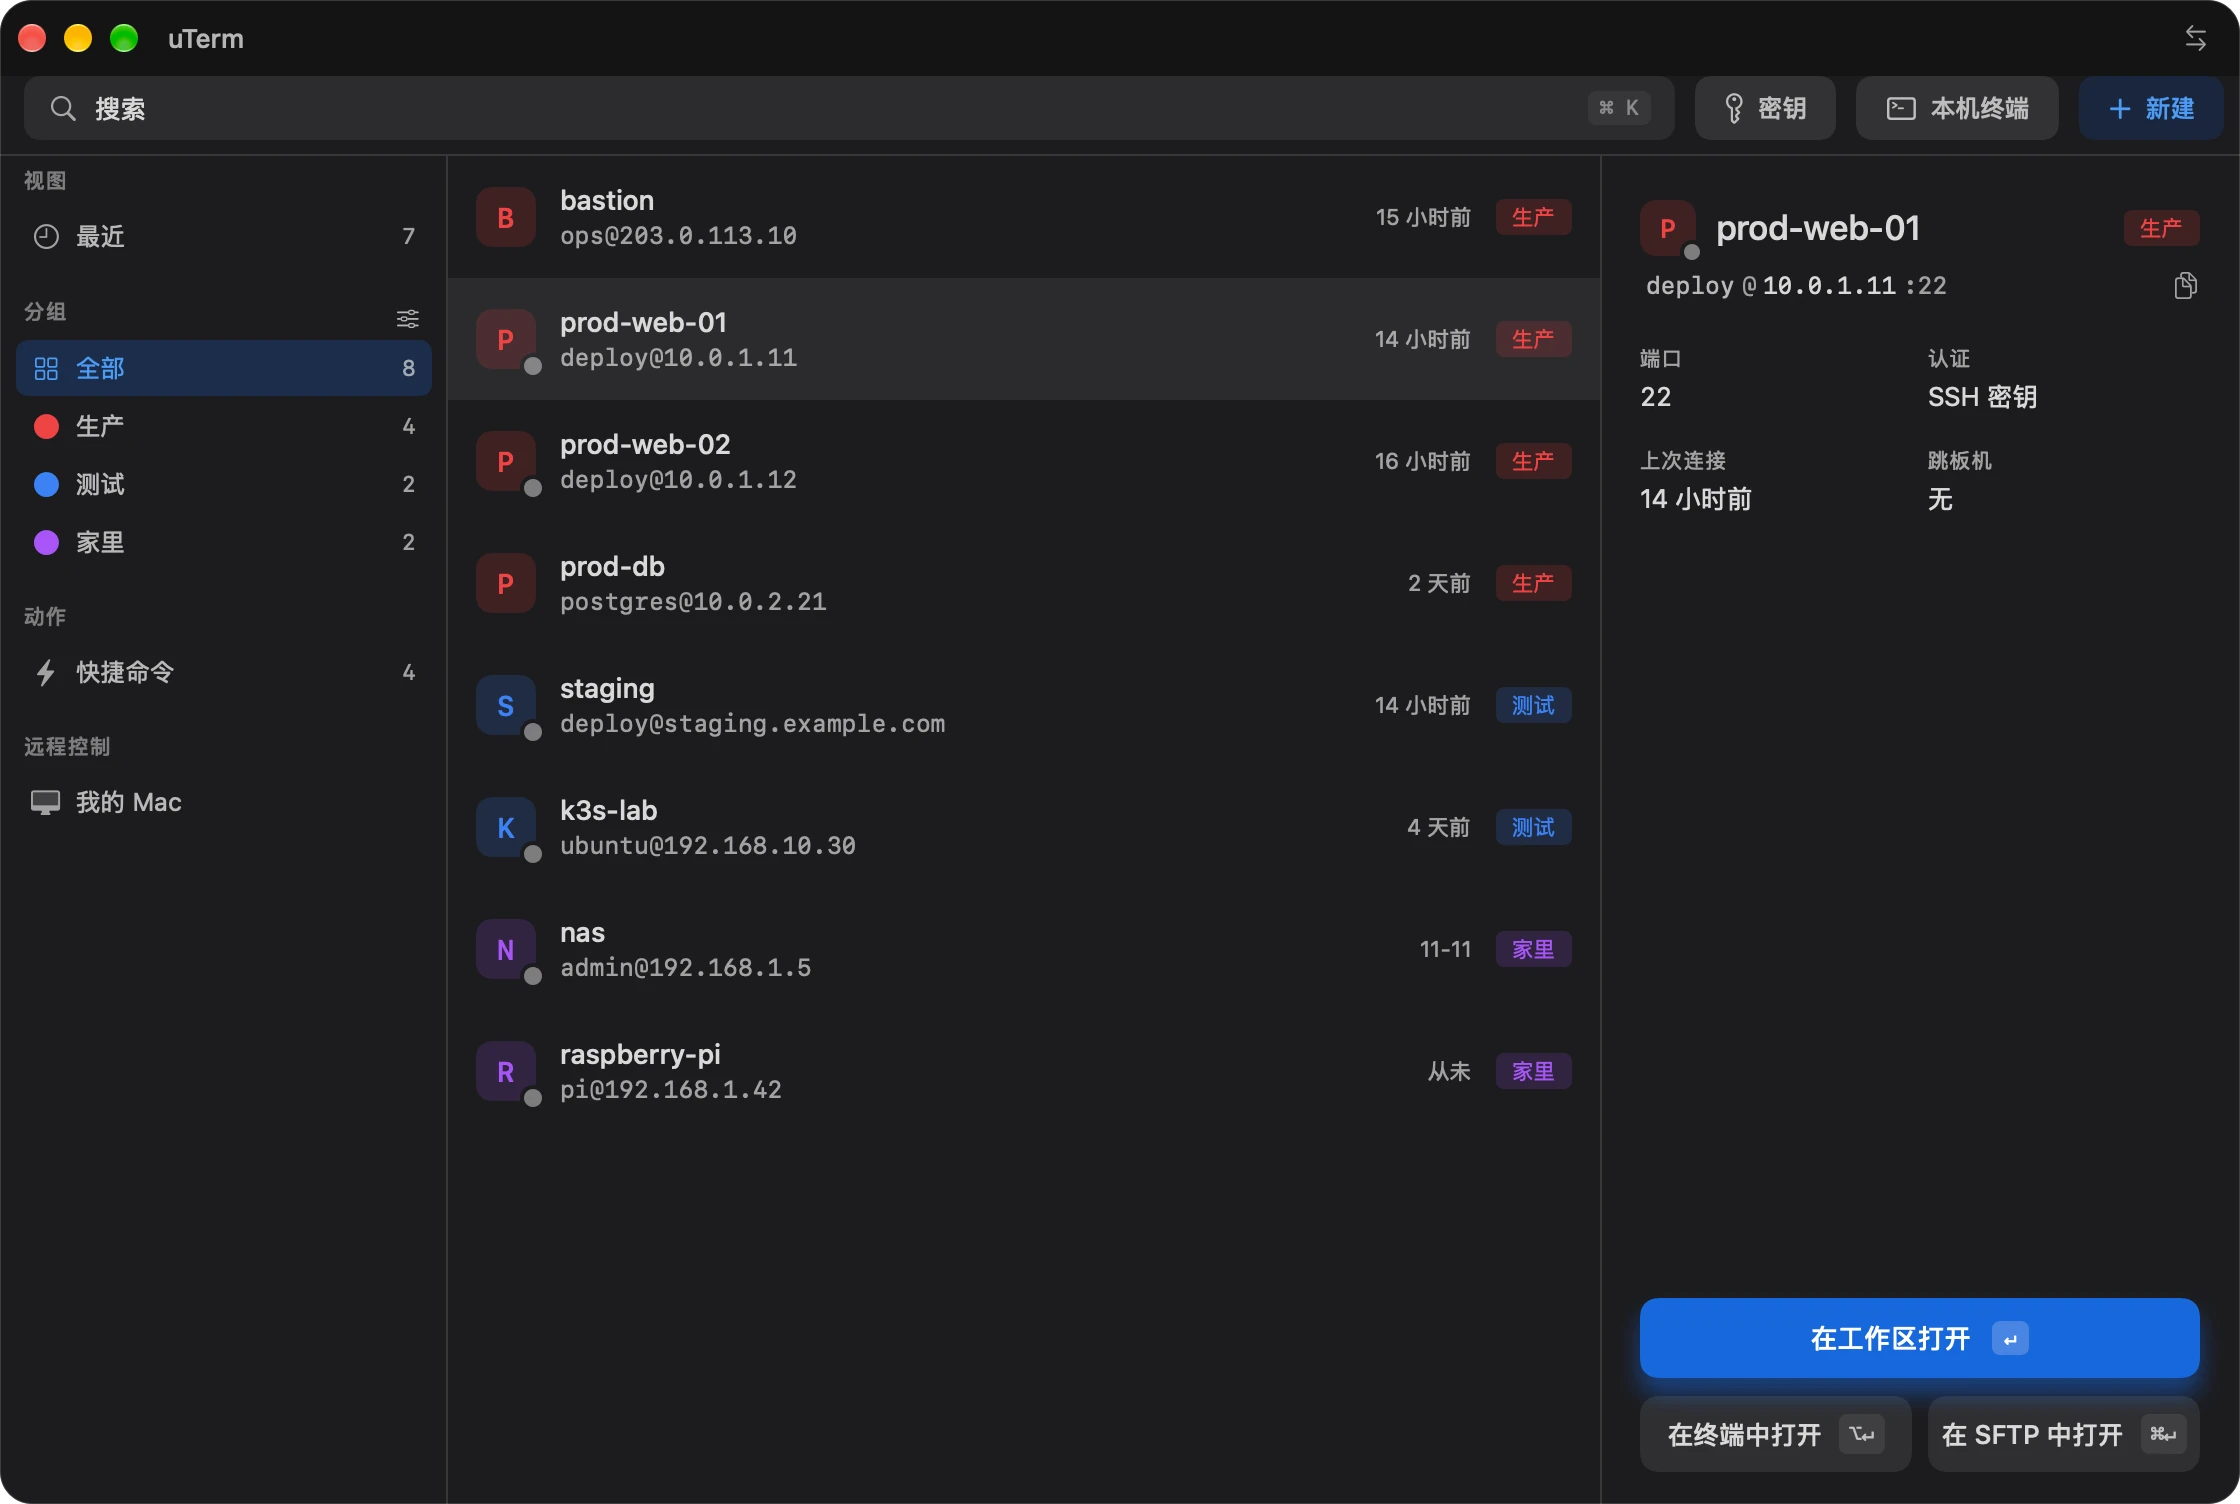 uTerm
搜索 ⌘ K
密钥
本机终端
+ 新建
视图
最近 7
分组
全部 8
生产 4
测试 2
家里 2
动作
快捷命令 4
远程控制
我的 Mac
B bastion
ops@203.0.113.10
15 小时前 生产
P prod-web-01
deploy@10.0.1.11
14 小时前 生产
P prod-web-02
deploy@10.0.1.12
16 小时前 生产
P prod-db
postgres@10.0.2.21
2 天前 生产
S staging
deploy@staging.example.com
14 小时前 测试
K k3s-lab
ubuntu@192.168.10.30
4 天前 测试
N nas
admin@192.168.1.5
11-11 家里
R raspberry-pi
pi@192.168.1.42
从未 家里
P prod-web-01 生产
deploy@10.0.1.11:22
端口
22
认证
SSH 密钥
上次连接
14 小时前
跳板机
无
在工作区打开 ↵
在终端中打开 ⌥↵
在 SFTP 中打开 ⌘↵